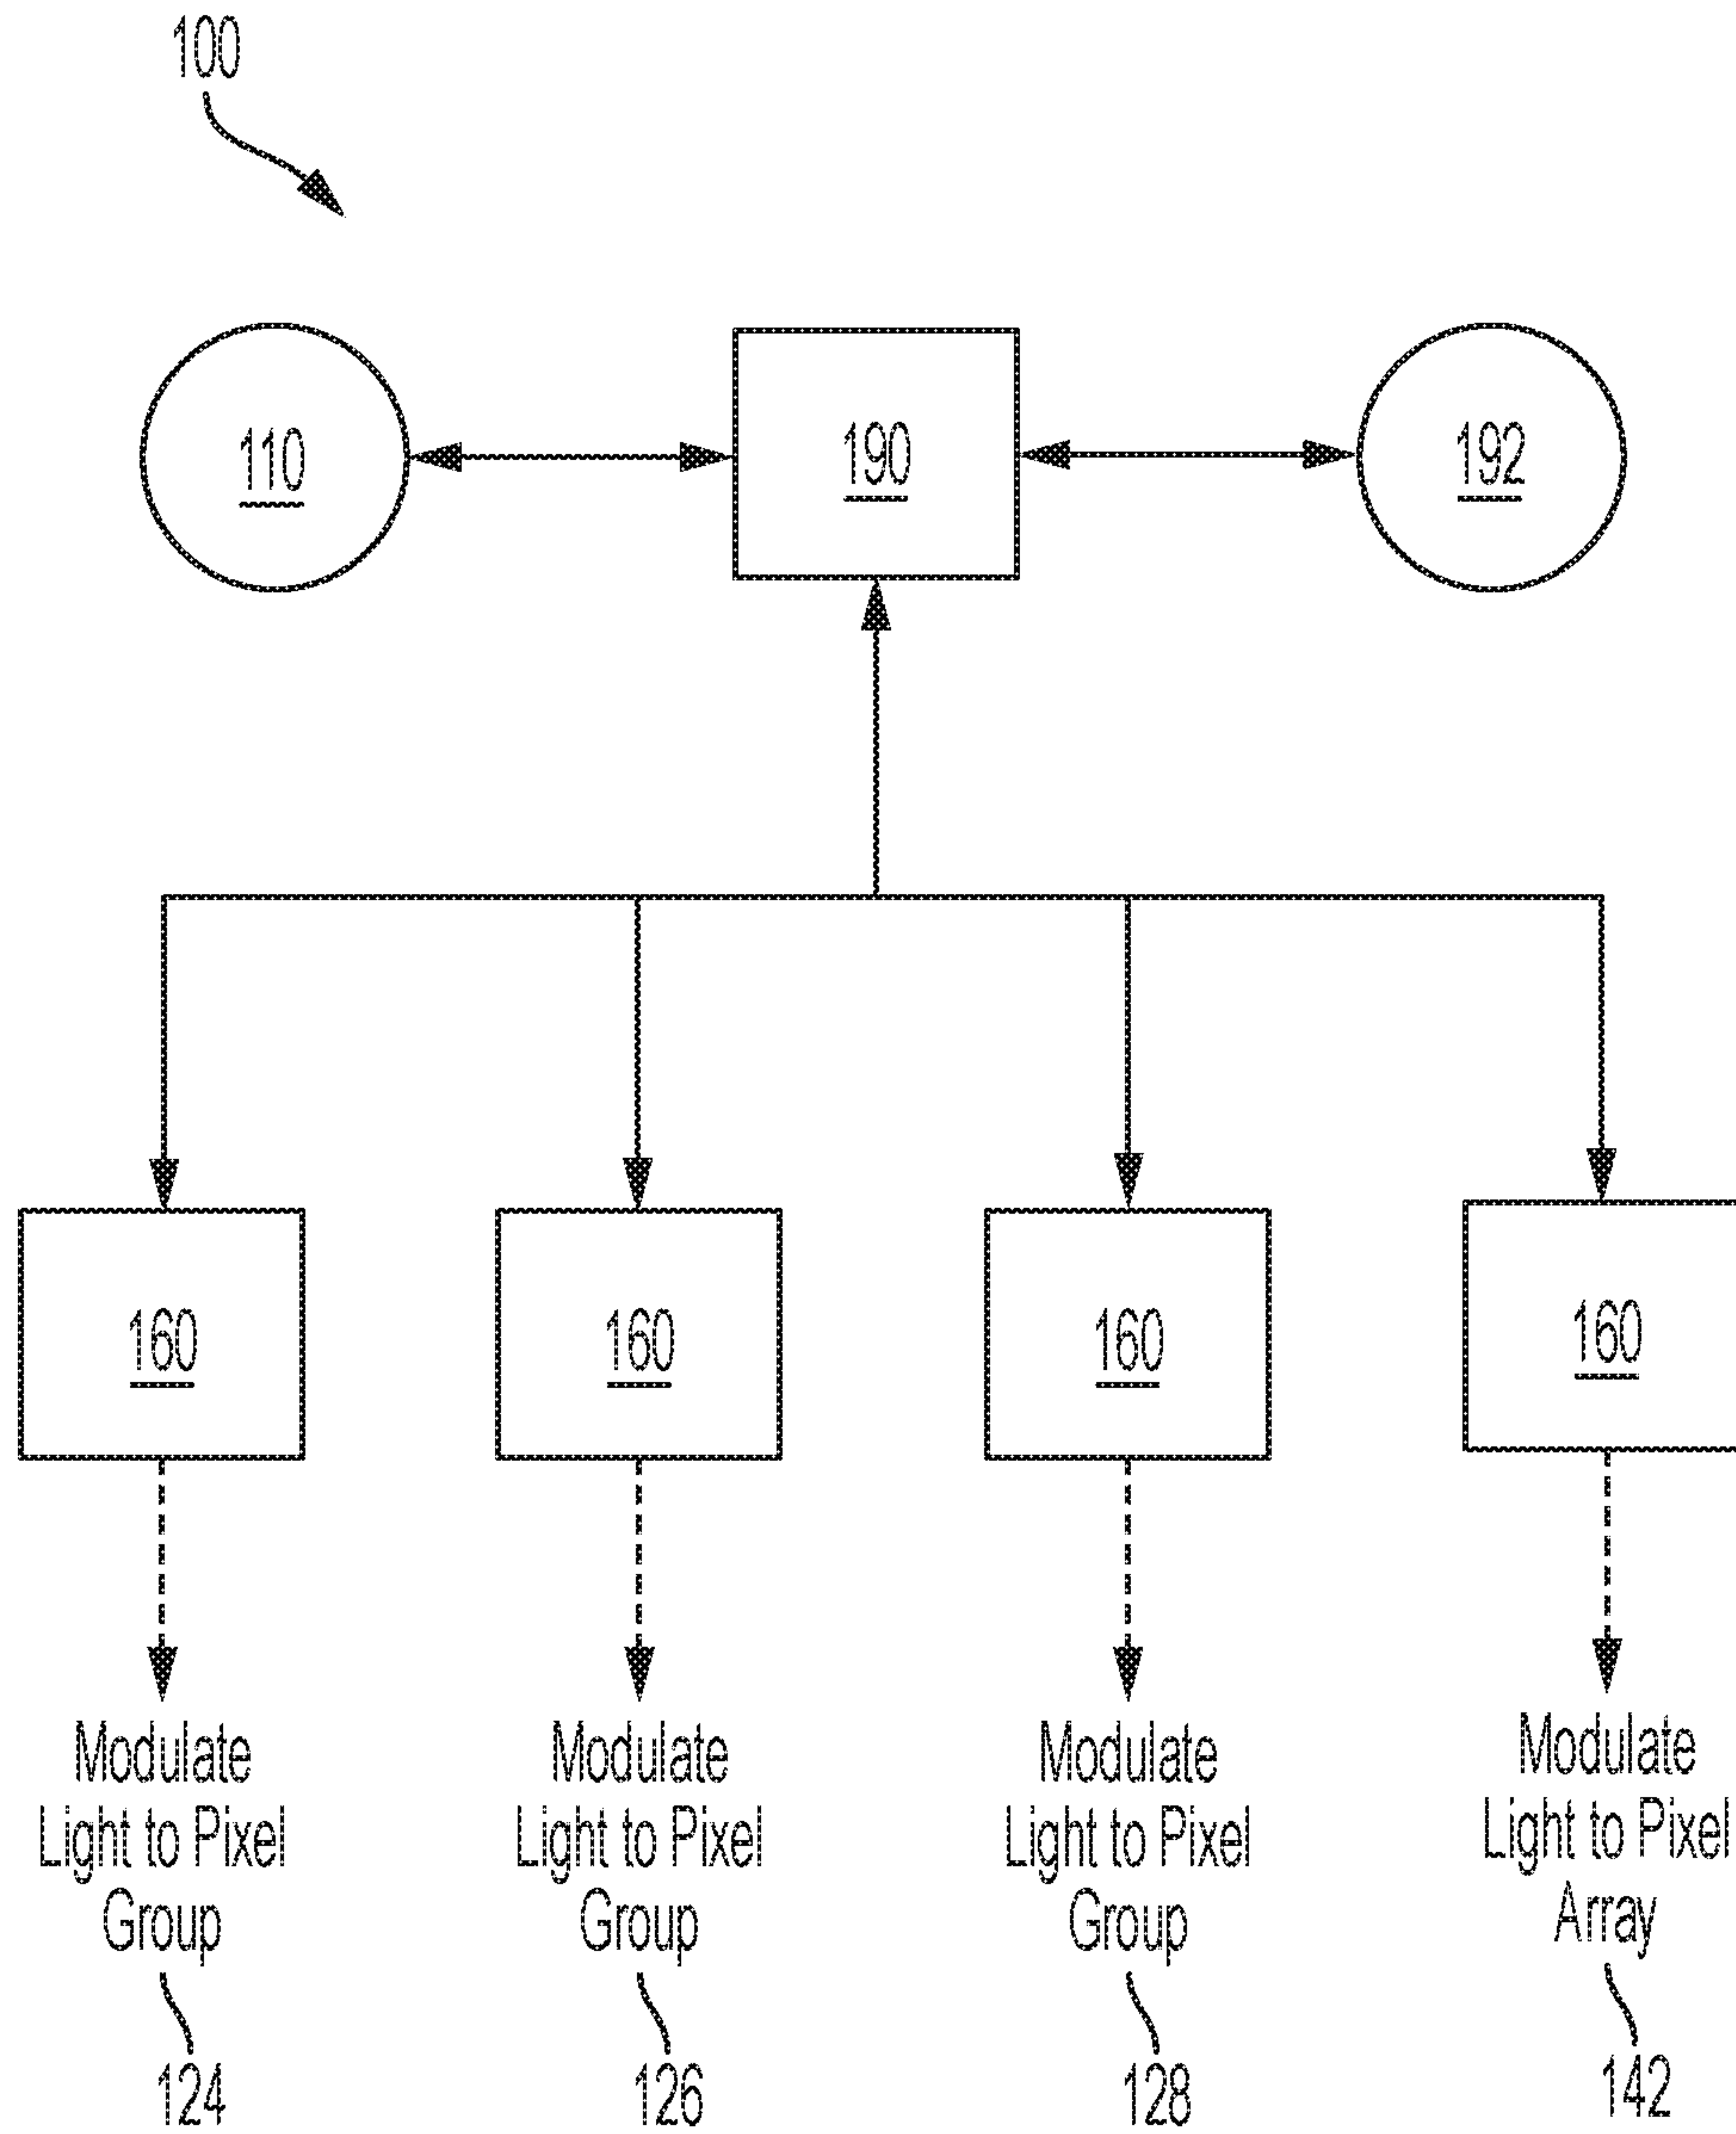 100
110
190
192
160
160
160
160
Modulate
Light to Pixel
Group
124
Modulate
Light to Pixel
Group
126
Modulate
Light to Pixel
Group
128
Modulate
Light to Pixel
Array
142